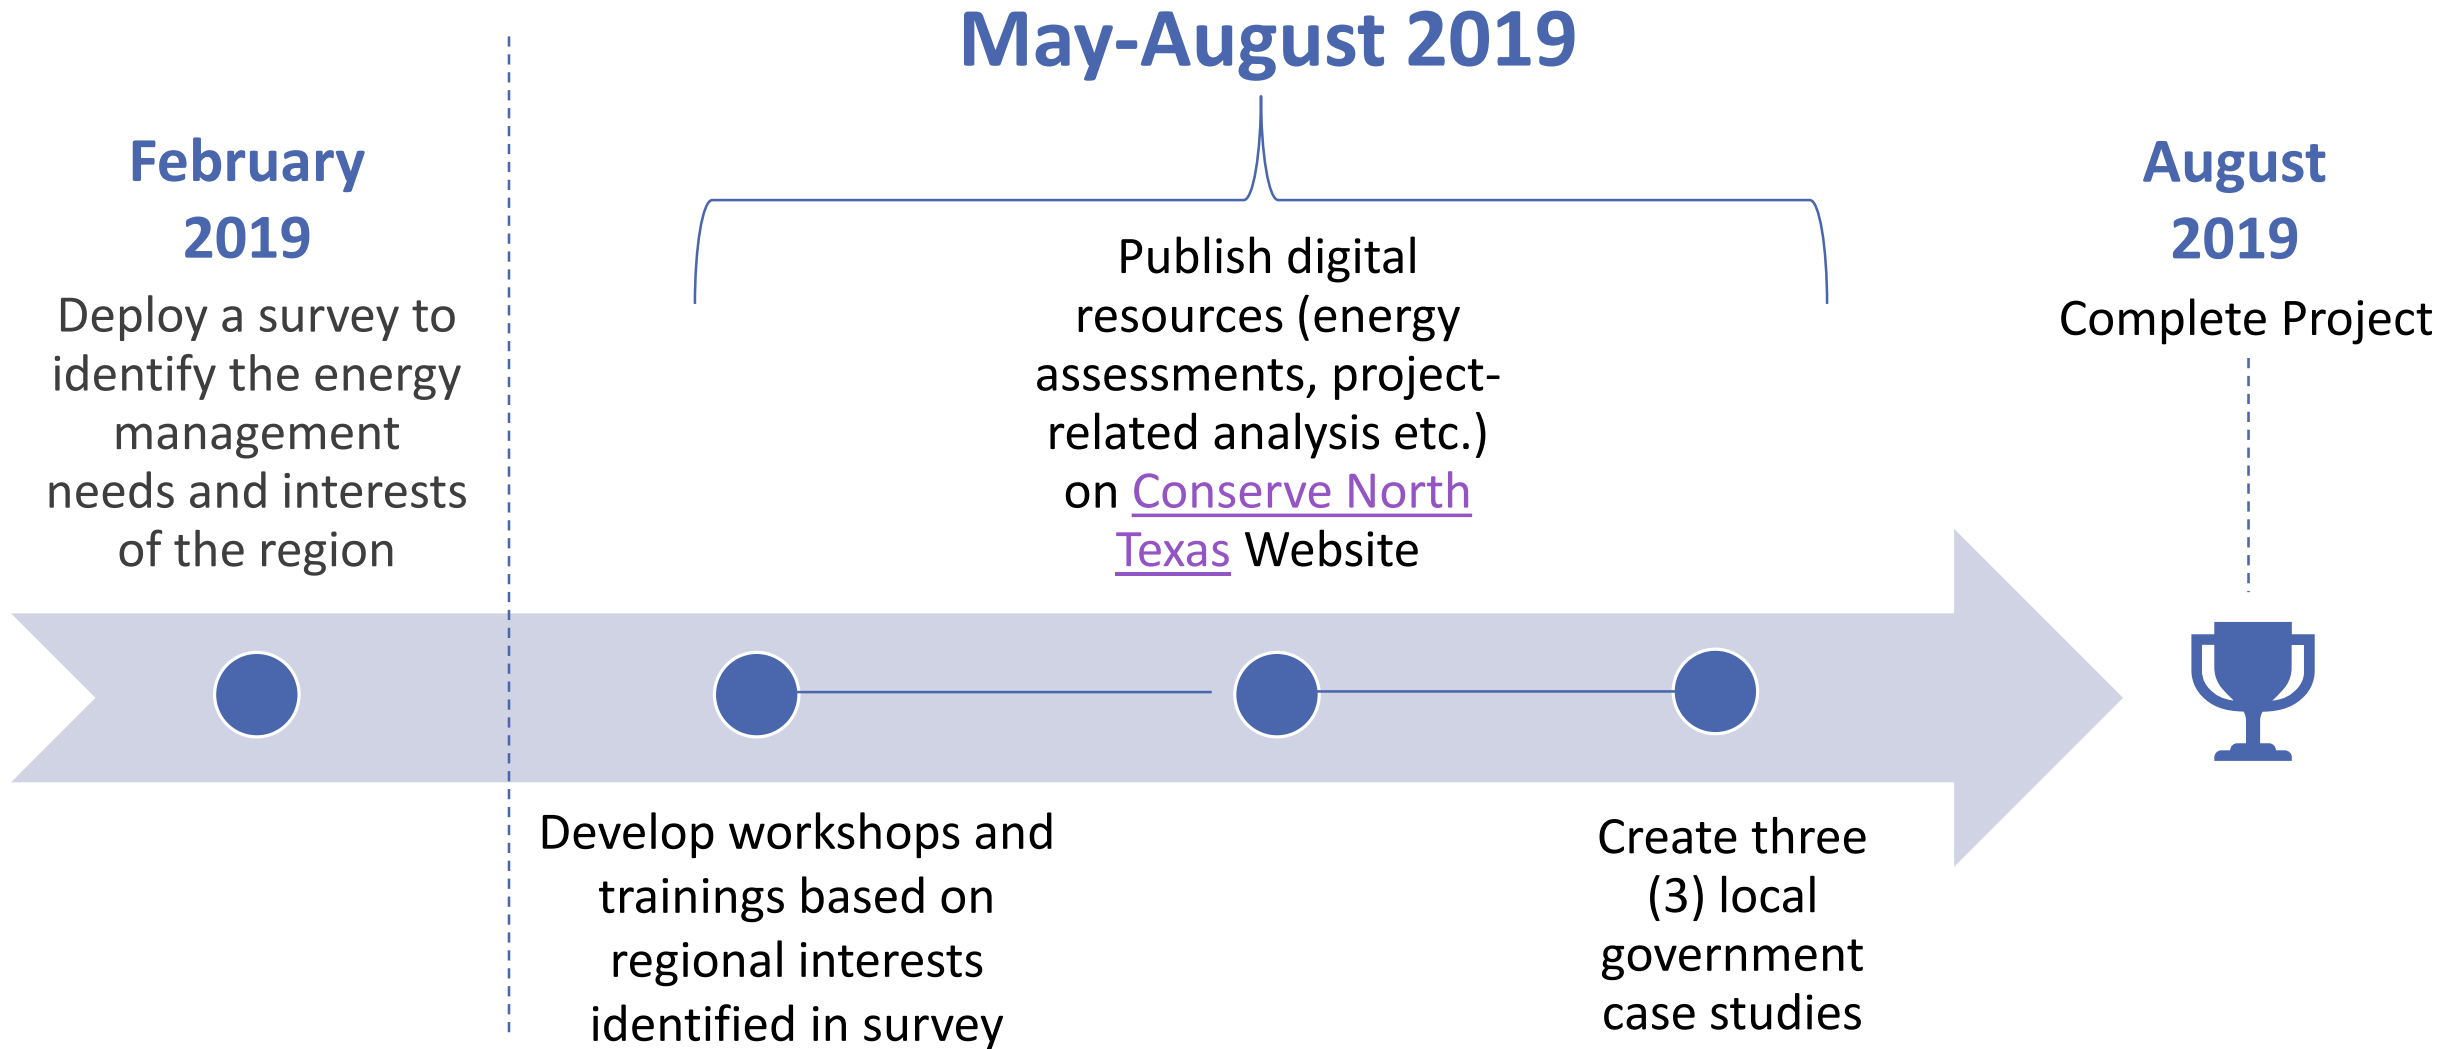 May-August 2019
February
2019
Deploy a survey to
identify the energy
management
needs and interests
of the region
Publish digital
resources (energy
assessments, project-
related analysis etc.)
on Conserve North
Texas Website
August
2019
Complete Project
Develop workshops and
trainings based on
regional interests
identified in survey
Create three
(3) local
government
case studies